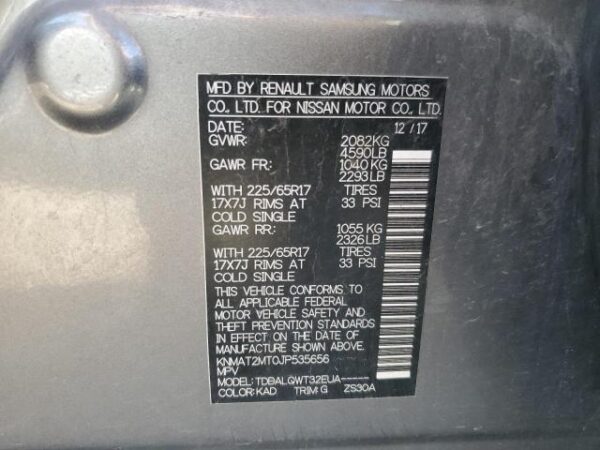 MFD BY RENAULT SAMSUNG MOTORS
CO., LTD. FOR NISSAN MOTOR CO., LTD.
DATE: 12/17
GVWR: 2082KG
4590LB
GAWR FR: 1040KG
2293LB
WITH 225/65R17 TIRES
17X7J RIMS AT 33 PSI
COLD SINGLE
GAWR RR: 1055 KG
2326LB
WITH 225/65R17 TIRES
17X7J RIMS AT 33 PSI
COLD SINGLE
THIS VEHICLE CONFORMS TO
ALL APPLICABLE FEDERAL
MOTOR VEHICLE SAFETY AND
THEFT PREVENTION STANDARDS
IN EFFECT ON THE DATE OF
MANUFACTURE SHOWN ABOVE.
KNMAT2MT0JP535656
MPV
MODEL: TDBALQWT32EUA-----
COLOR: KAD TRIM: G ZS30A